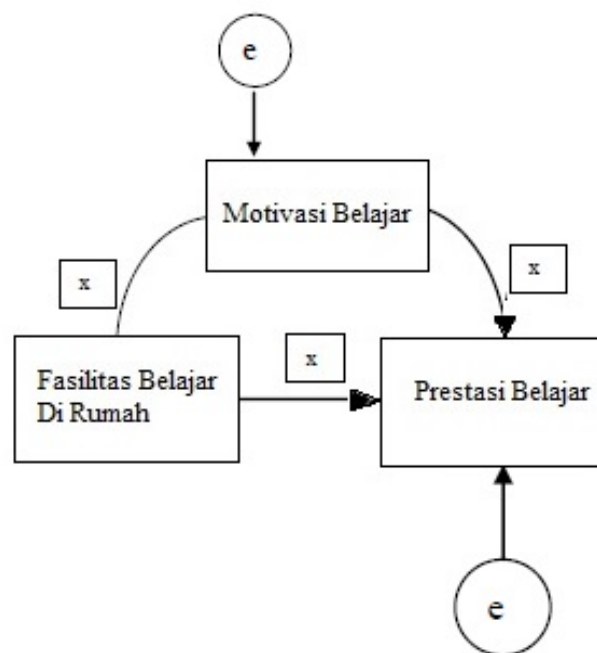 e
Motivasi Belajar
x
x
x
Fasilitas Belajar
Di Rumah
Prestasi Belajar
e